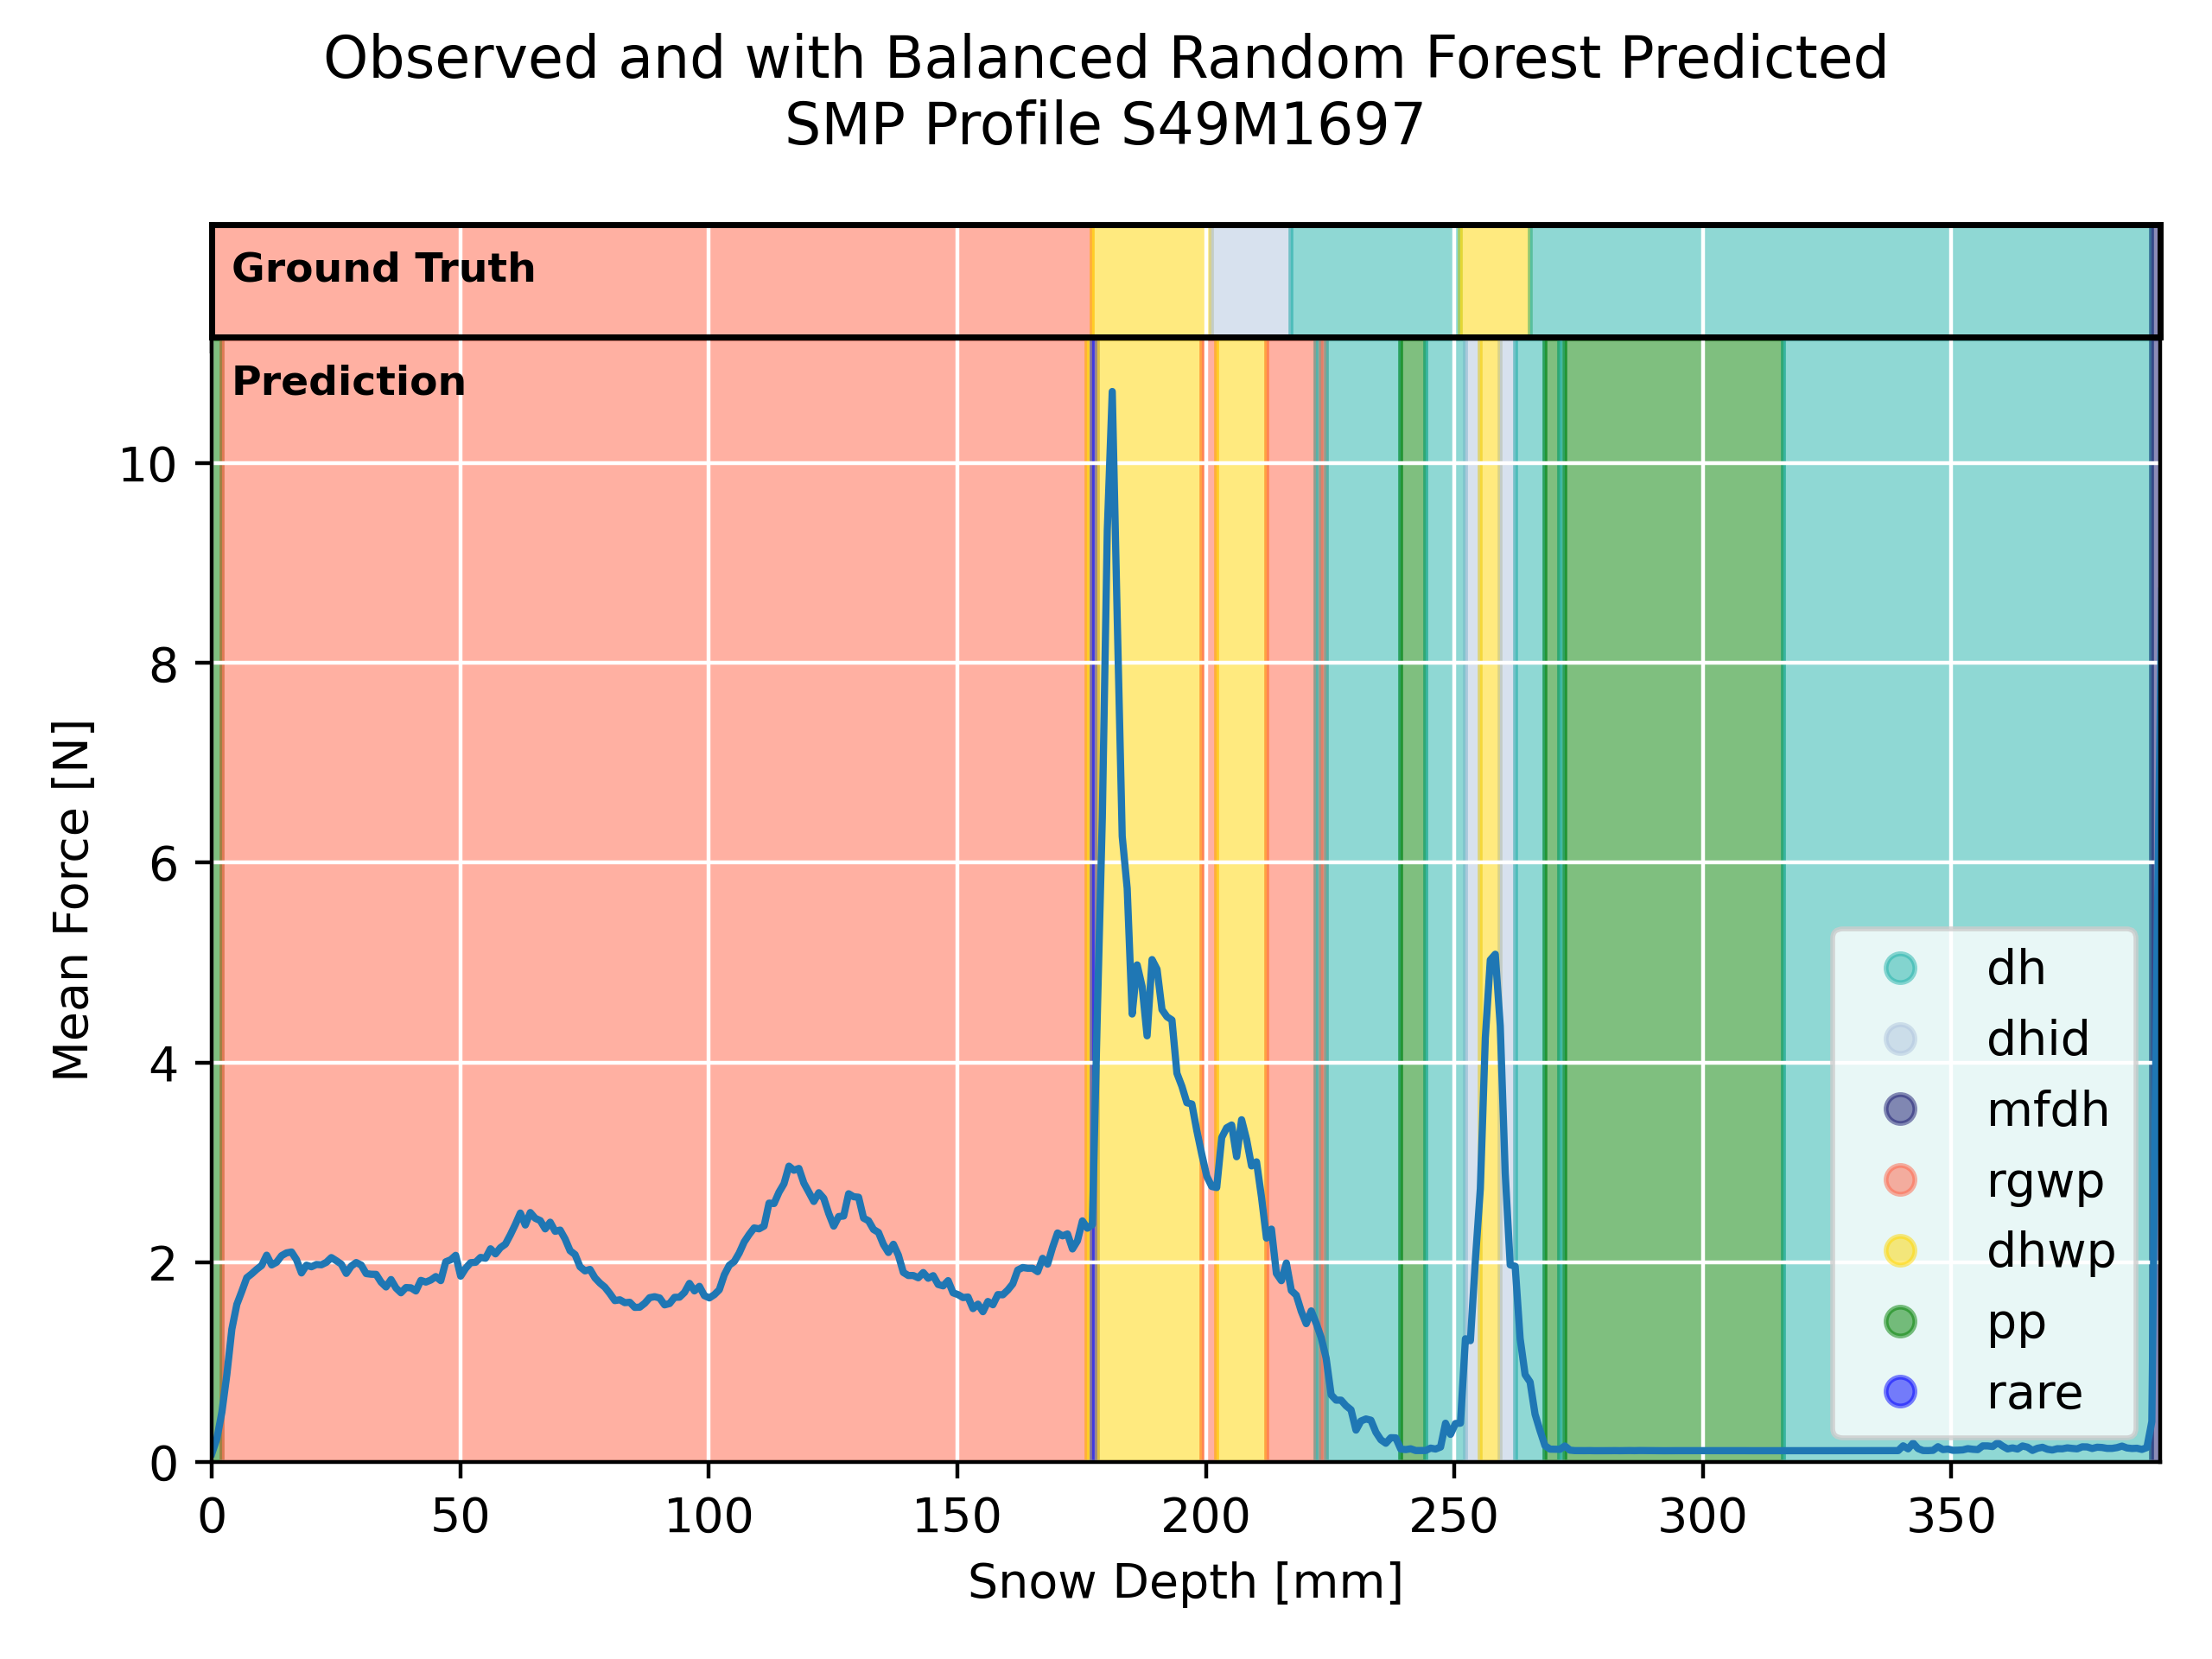 Observed and with Balanced Random Forest Predicted
SMP Profile S49M1697
Ground Truth
Prediction
10
8
6
4
2
0
Mean Force [N]
dh
dhid
mfdh
rgwp
dhwp
pp
rare
0 50 100 150 200 250 300 350
Snow Depth [mm]